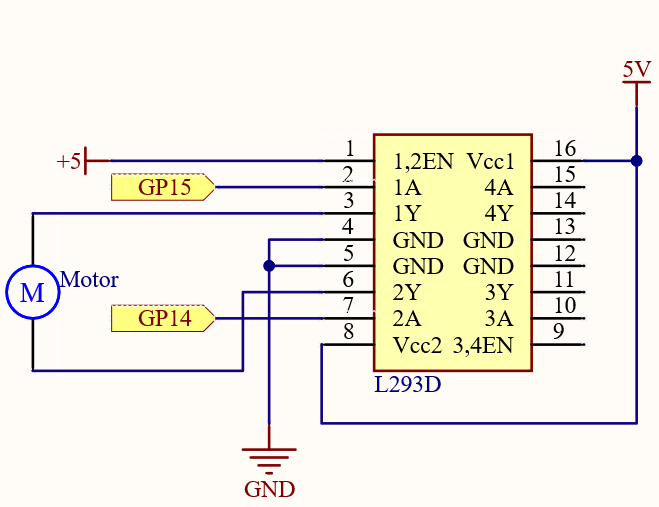 5V
+5
1 1,2EN Vcc1 16
GP15 2 1A 4A 15
3 1Y 4Y 14
4 GND GND 13
5 GND GND 12
M Motor 6 2Y 3Y 11
GP14 7 2A 3A 10
8 Vcc2 3,4EN 9
L293D
GND